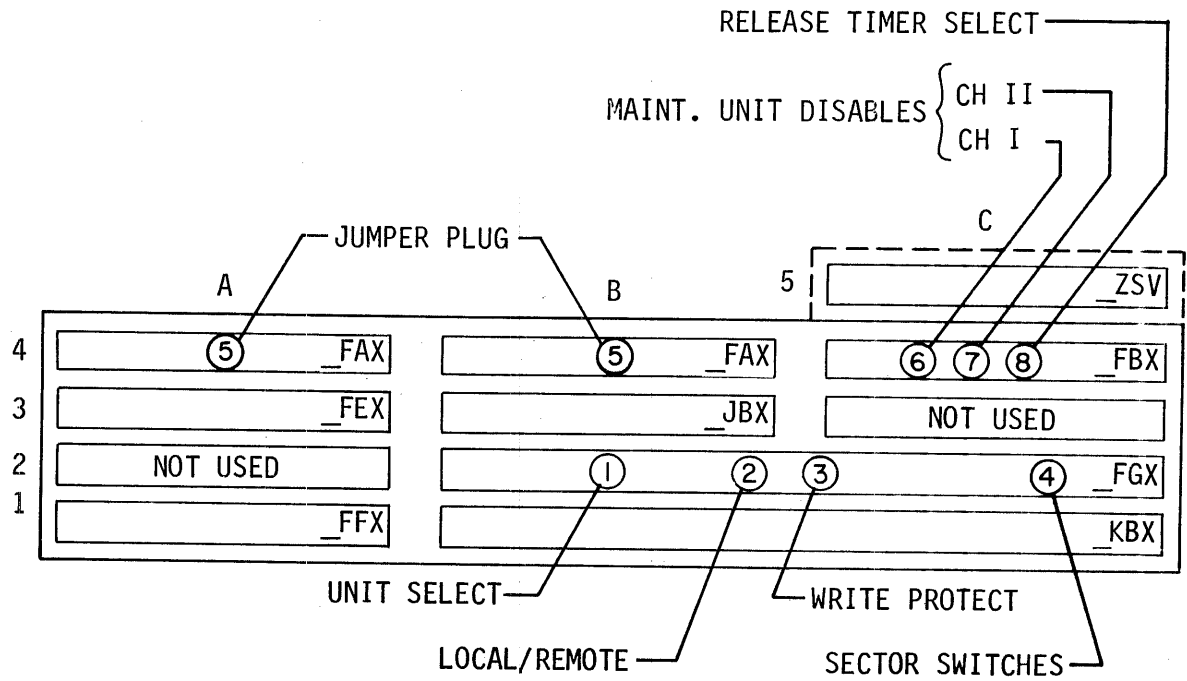 RELEASE TIMER SELECT
MAINT. UNIT DISABLES
CH II
CH I
C
JUMPER PLUG
A
B
5
_ZSV
4
5
_FAX
5
_FAX
6
7
8
_FBX
3
_FEX
_JBX
NOT USED
2
NOT USED
1
2
3
4
_FGX
1
_FFX
_KBX
UNIT SELECT
WRITE PROTECT
LOCAL/REMOTE
SECTOR SWITCHES